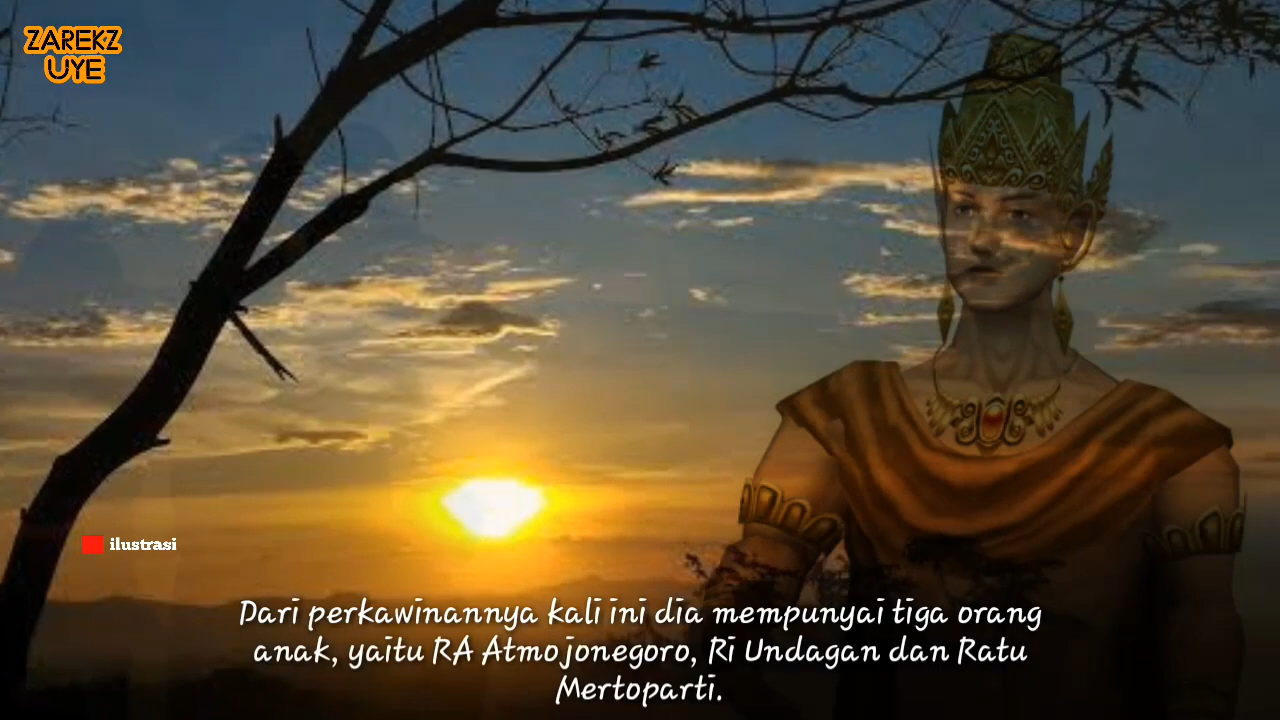 ZAREKZ
UYE
ilustrasi
Dari perkawinannya kali ini dia mempunyai tiga orang
anak, yaitu RA Atmojonegoro, Ri Undagan dan Ratu
Mertoparti.